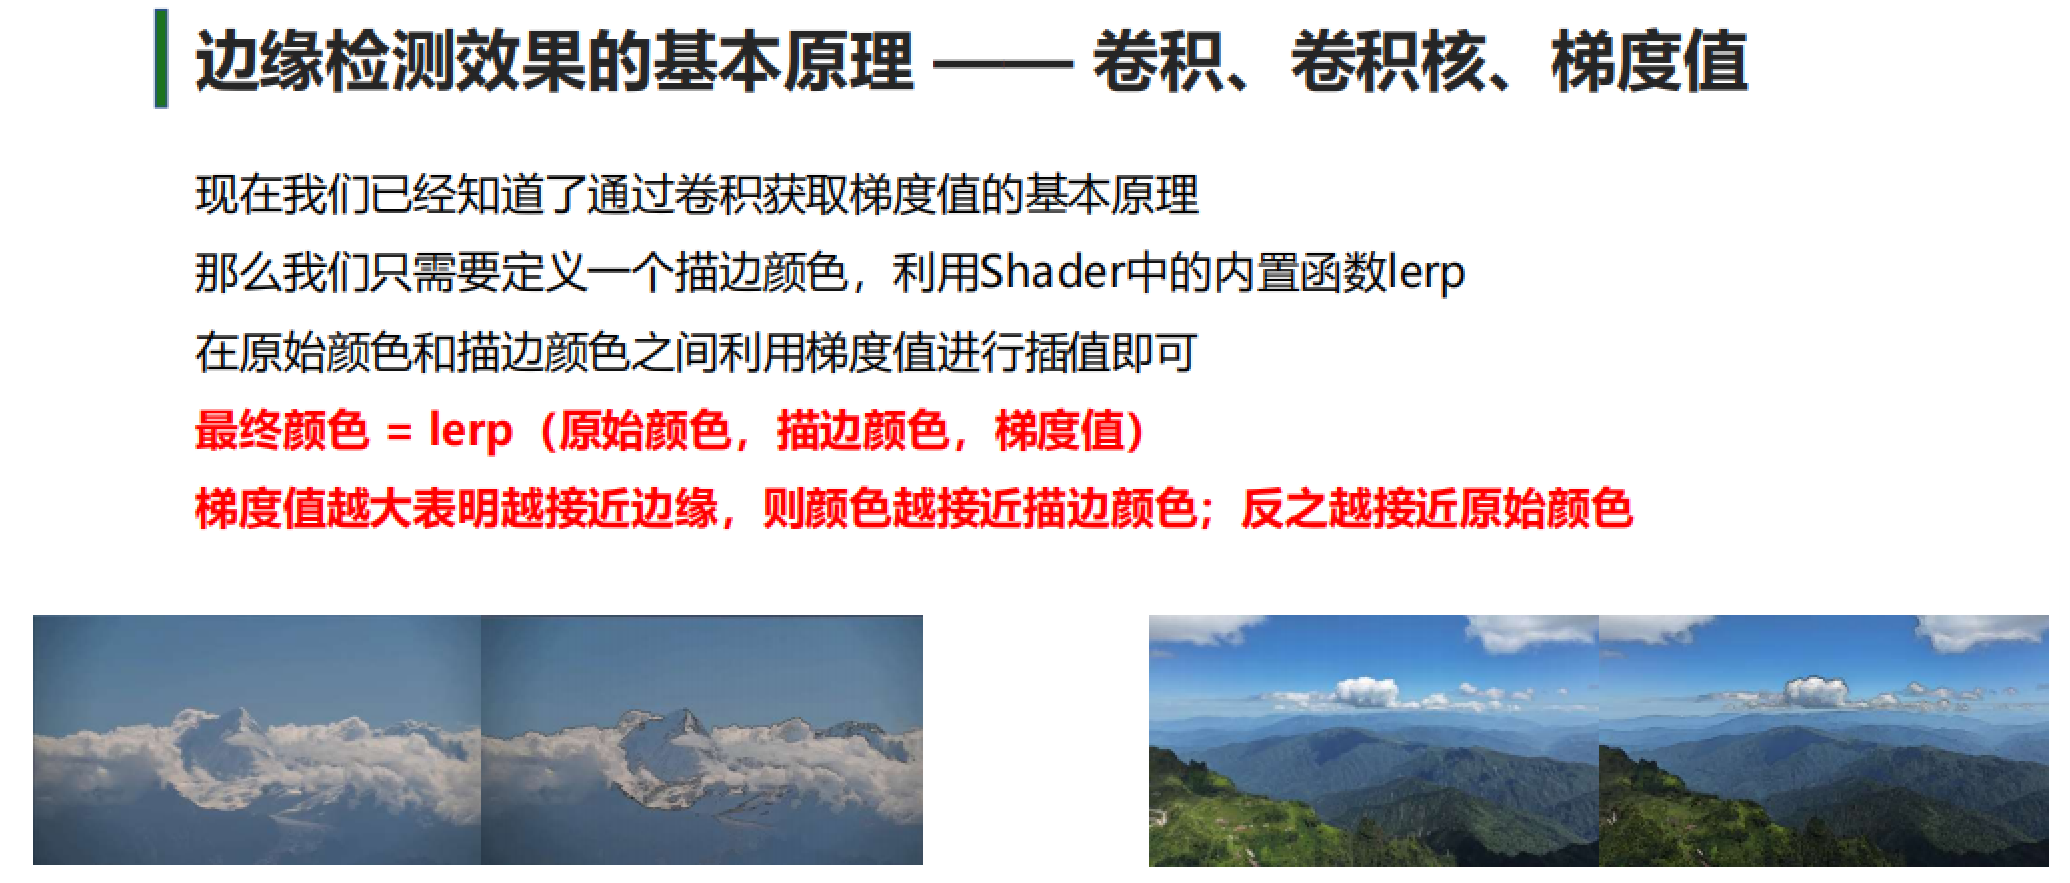 边缘检测效果的基本原理 —— 卷积、卷积核、梯度值
现在我们已经知道了通过卷积获取梯度值的基本原理
那么我们只需要定义一个描边颜色，利用Shader中的内置函数lerp
在原始颜色和描边颜色之间利用梯度值进行插值即可
最终颜色 = lerp（原始颜色，描边颜色，梯度值）
梯度值越大表明越接近边缘，则颜色越接近描边颜色；反之越接近原始颜色